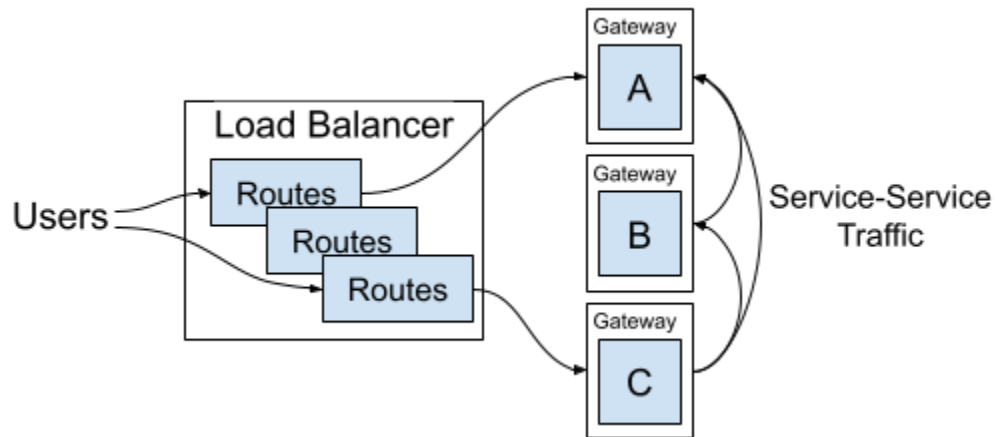 Users
Load Balancer
Routes
Routes
Routes
Gateway
A
Gateway
B
Gateway
C
Service-Service
Traffic